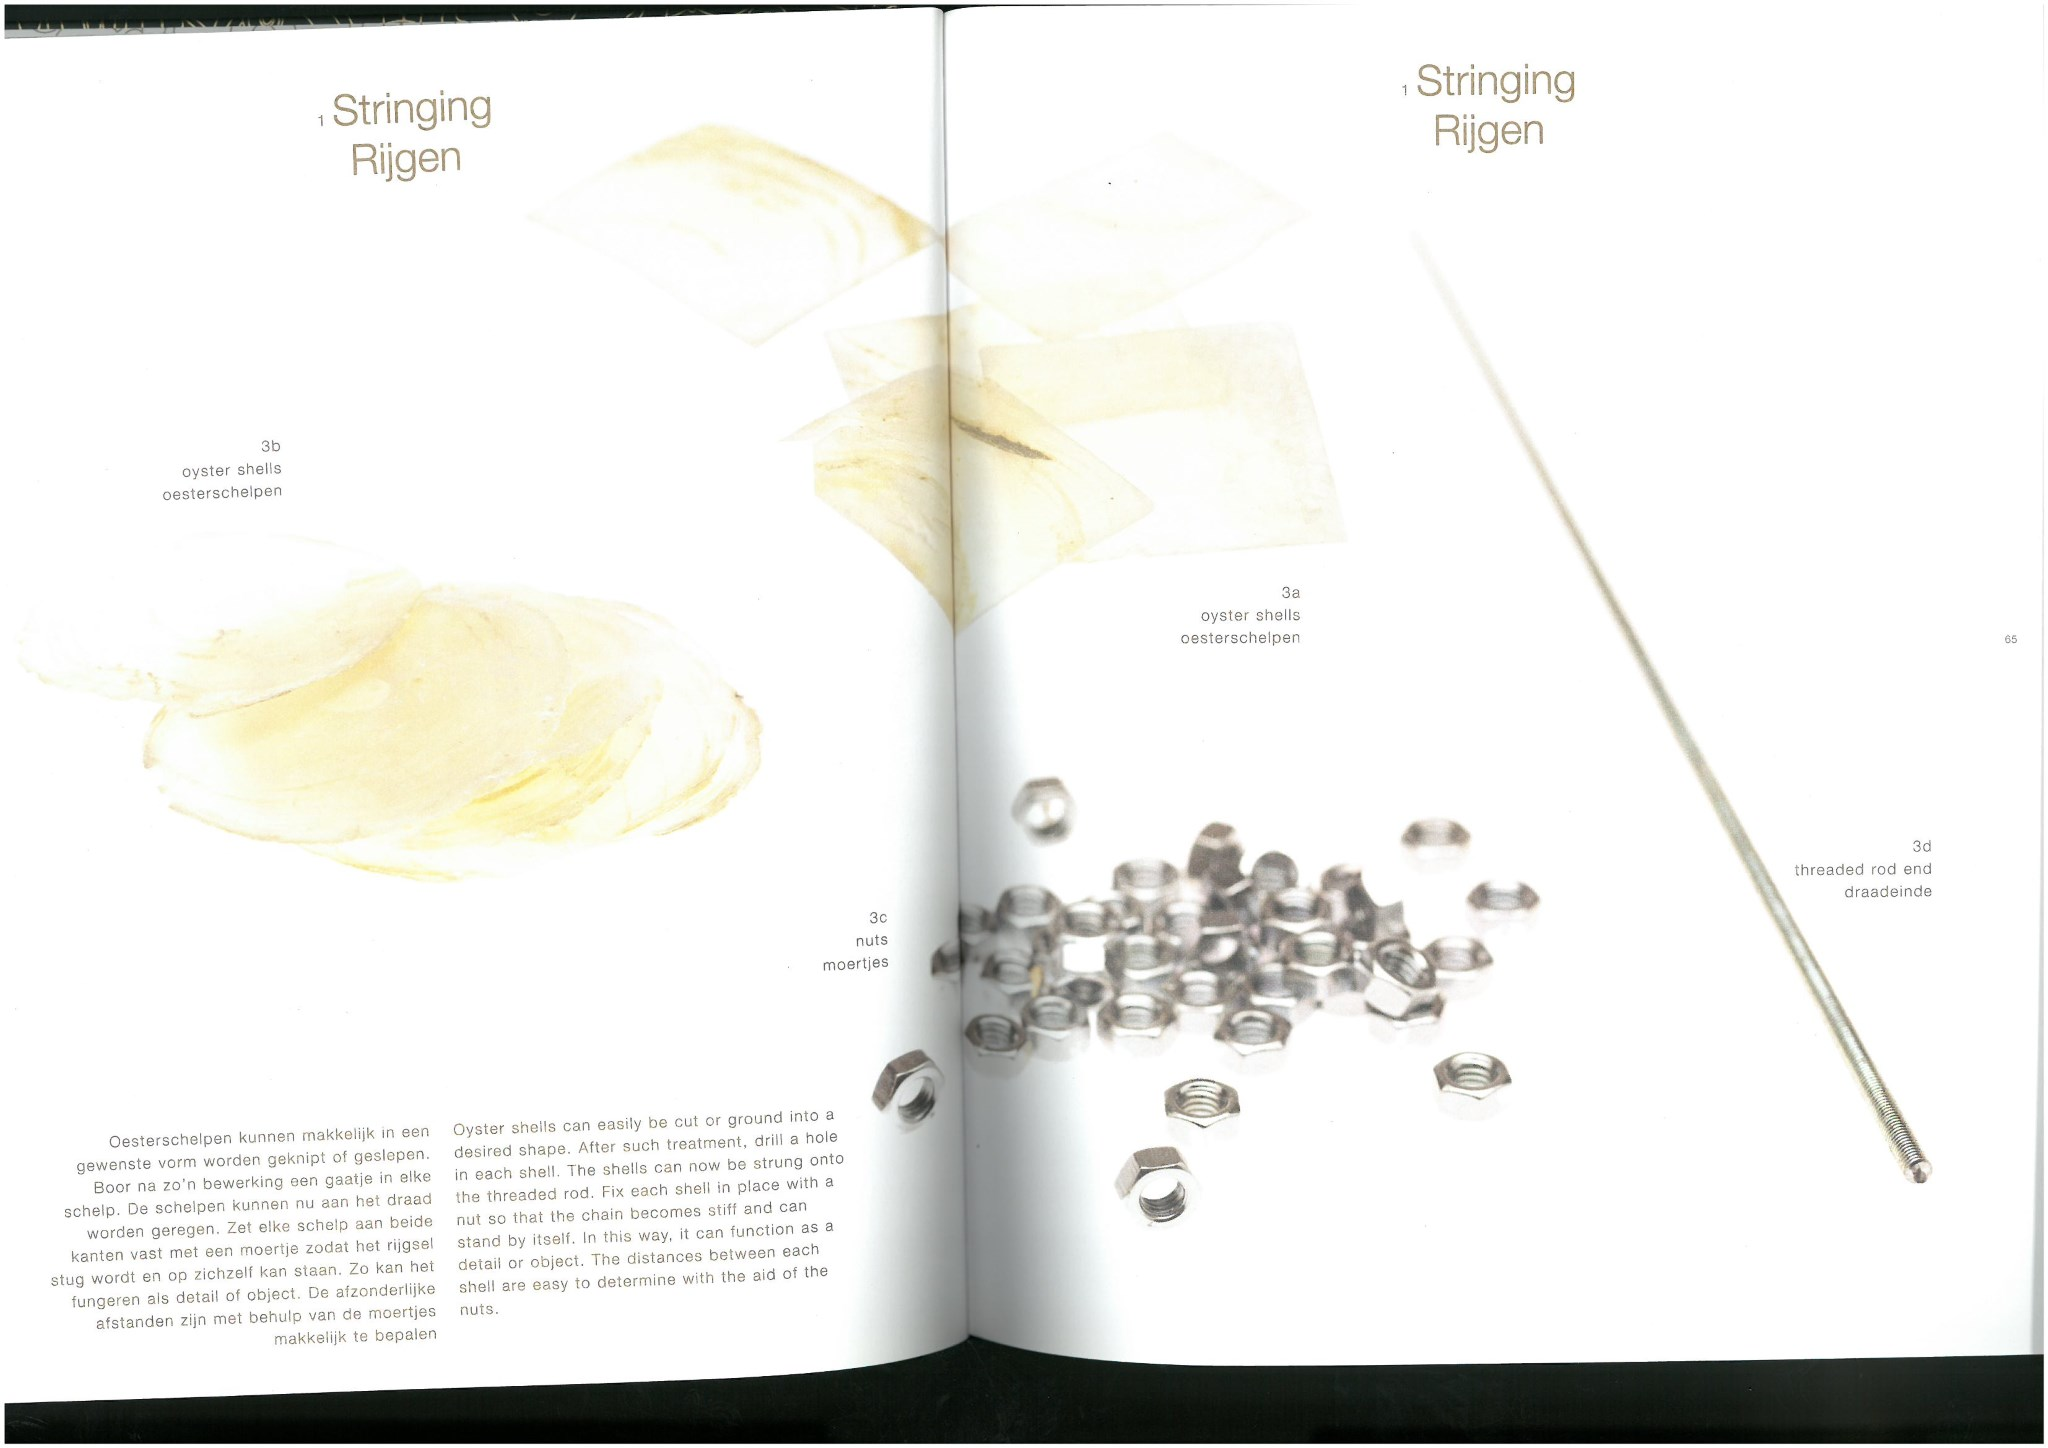 1 Stringing
Rijgen
3b
oyster shells
oesterschelpen
3c
nuts
moertjes
Oesterschelpen kunnen makkelijk in een
gewenste vorm worden geknipt of geslepen.
Boor na zo'n bewerking een gaatje in elke
schelp. De schelpen kunnen nu aan het draad
worden geregen. Zet elke schelp aan beide
kanten vast met een moertje zodat het rijgsel
stug wordt en op zichzelf kan staan. Zo kan het
fungeren als detail of object. De afzonderlijke
afstanden zijn met behulp van de moertjes
makkelijk te bepalen
Oyster shells can easily be cut or ground into a
desired shape. After such treatment, drill a hole
in each shell. The shells can now be strung onto
the threaded rod. Fix each shell in place with a
nut so that the chain becomes stiff and can
stand by itself. In this way, it can function as a
detail or object. The distances between each
shell are easy to determine with the aid of the
nuts.
1 Stringing
Rijgen
3a
oyster shells
oesterschelpen
65
3d
threaded rod end
draadeinde